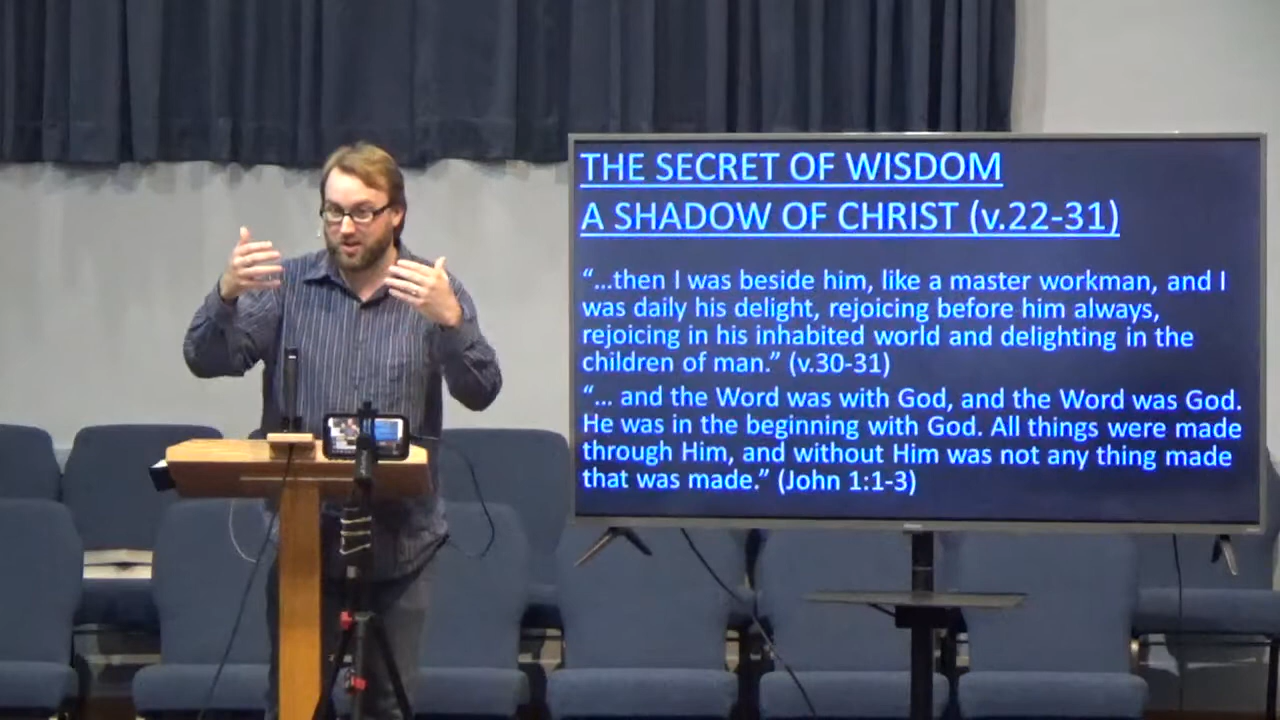 THE SECRET OF WISDOM
A SHADOW OF CHRIST (v.22-31)
“...then I was beside him, like a master workman, and I
was daily his delight, rejoicing before him always,
rejoicing in his inhabited world and delighting in the
children of man.” (v.30-31)
“... and the Word was with God, and the Word was God.
He was in the beginning with God. All things were made
through Him, and without Him was not any thing made
that was made.” (John 1:1-3)